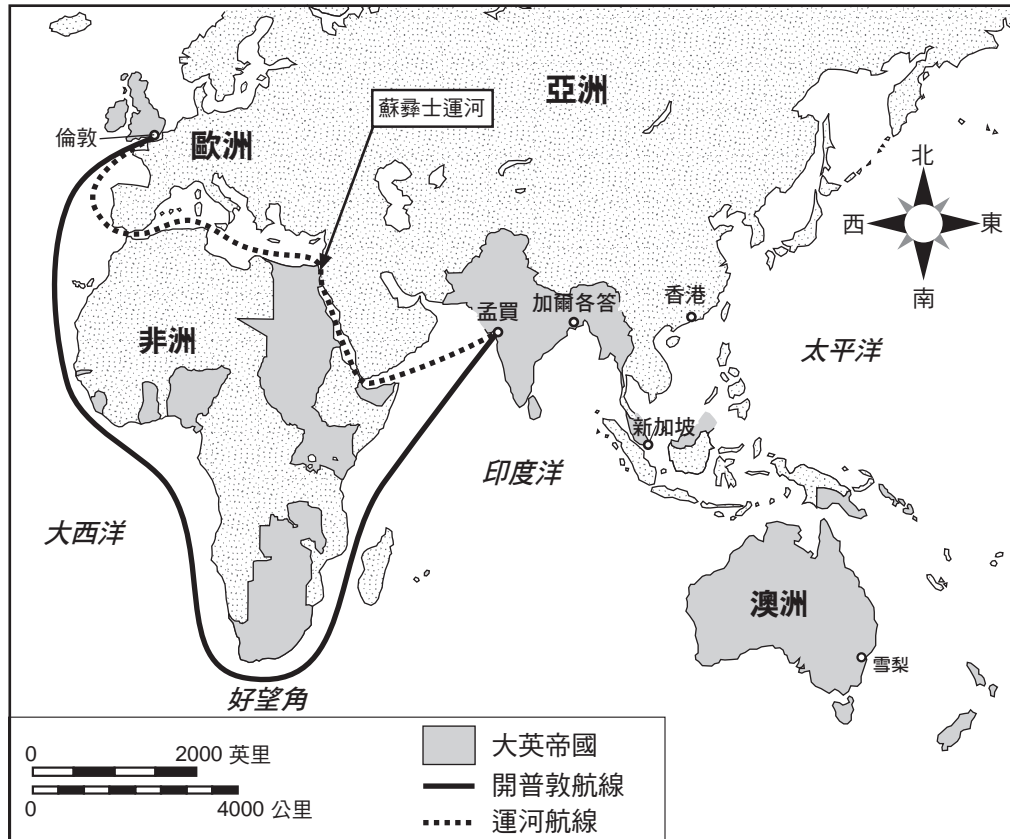 亞洲
蘇彝士運河
倫敦
歐洲
北
西
東
南
香港
加爾各答
孟買
非洲
太平洋
新加坡
印度洋
大西洋
澳洲
雪梨
好望角
0 2000 英里
0 4000 公里
大英帝國
開普敦航線
運河航線